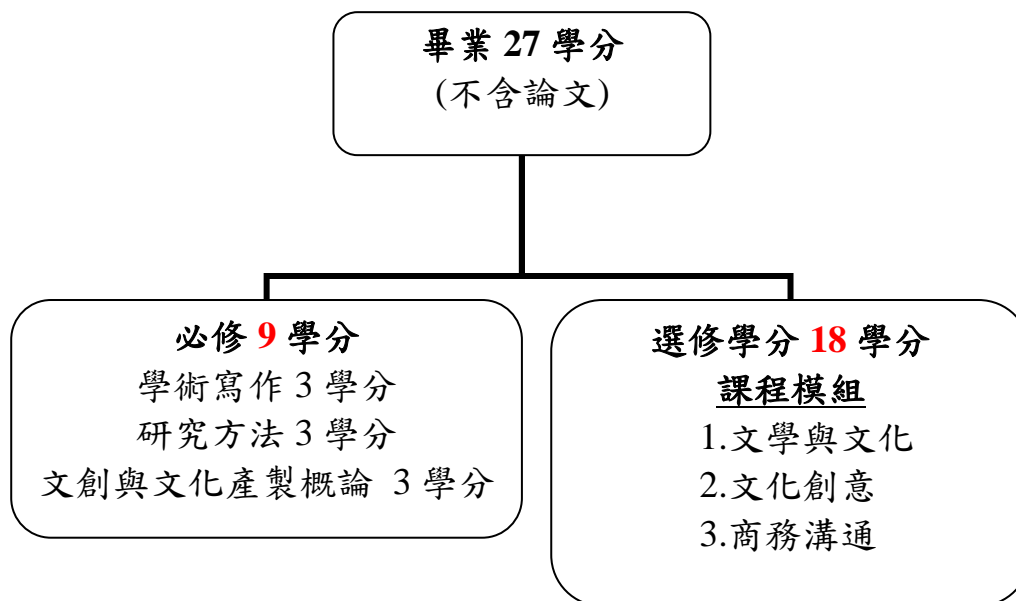 畢業 27 學分
(不含論文)
必修 9 學分
學術寫作 3 學分
研究方法 3 學分
文創與文化產製概論 3 學分
選修學分 18 學分
課程模組
1.文學與文化
2.文化創意
3.商務溝通